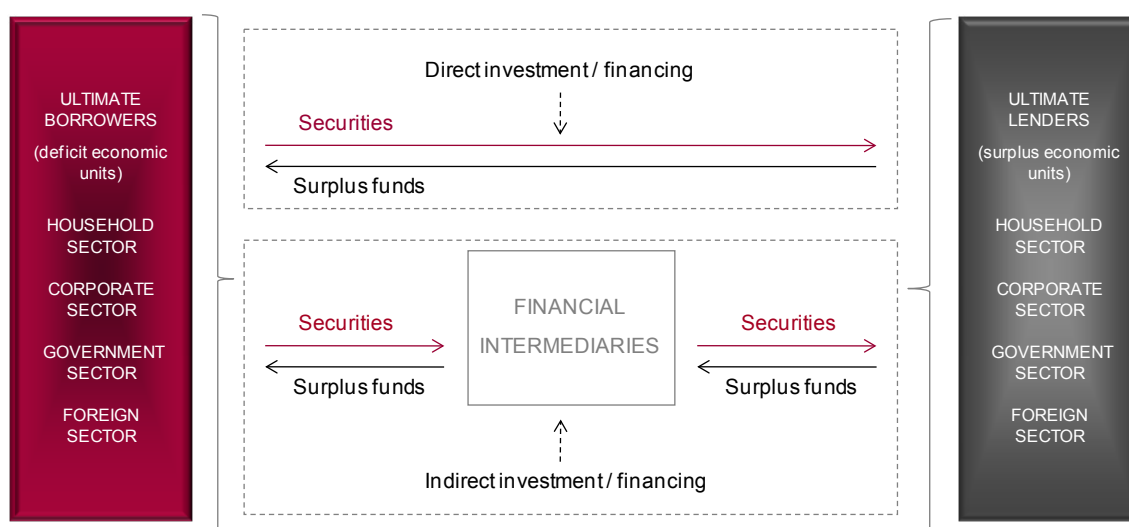 ULTIMATE
BORROWERS
(deficit economic
units)
HOUSEHOLD
SECTOR
CORPORATE
SECTOR
GOVERNMENT
SECTOR
FOREIGN
SECTOR
Direct investment / financing
Securities
Surplus funds
FINANCIAL
INTERMEDIARIES
Securities
Surplus funds
Securities
Surplus funds
Indirect investment / financing
ULTIMATE
LENDERS
(surplus economic
units)
HOUSEHOLD
SECTOR
CORPORATE
SECTOR
GOVERNMENT
SECTOR
FOREIGN
SECTOR